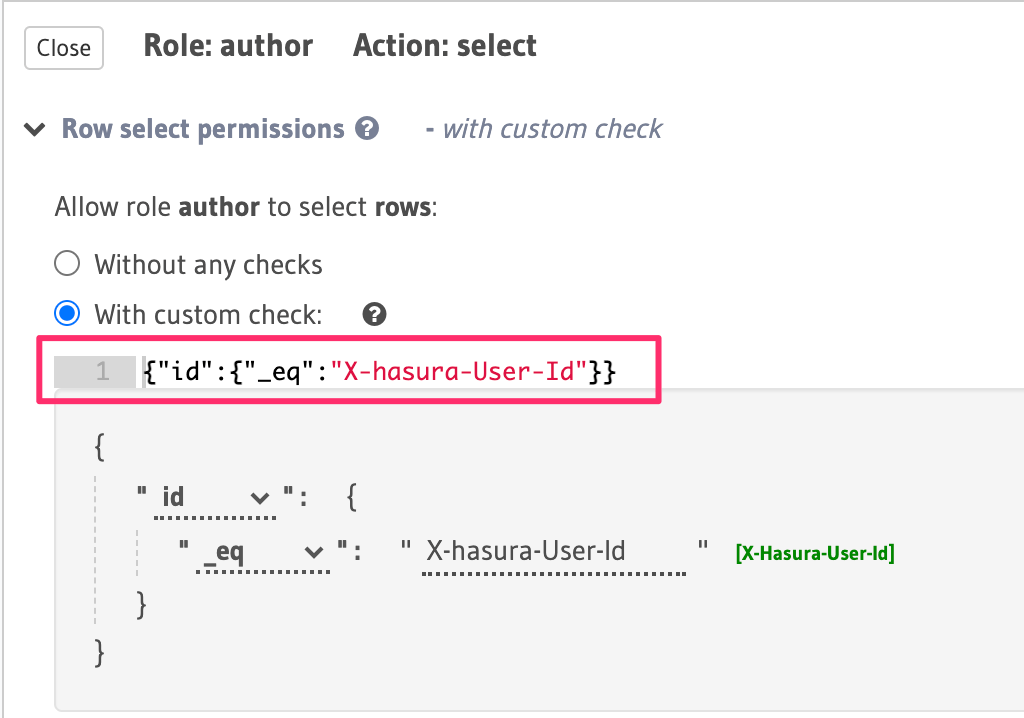 Close Role: author Action: select
Row select permissions ? - with custom check
Allow role author to select rows:
Without any checks
With custom check: ?
1 {"id":{"_eq":"X-hasura-User-Id"}}
{
" id ": {
" _eq ": " X-hasura-User-Id " [X-Hasura-User-Id]
}
}